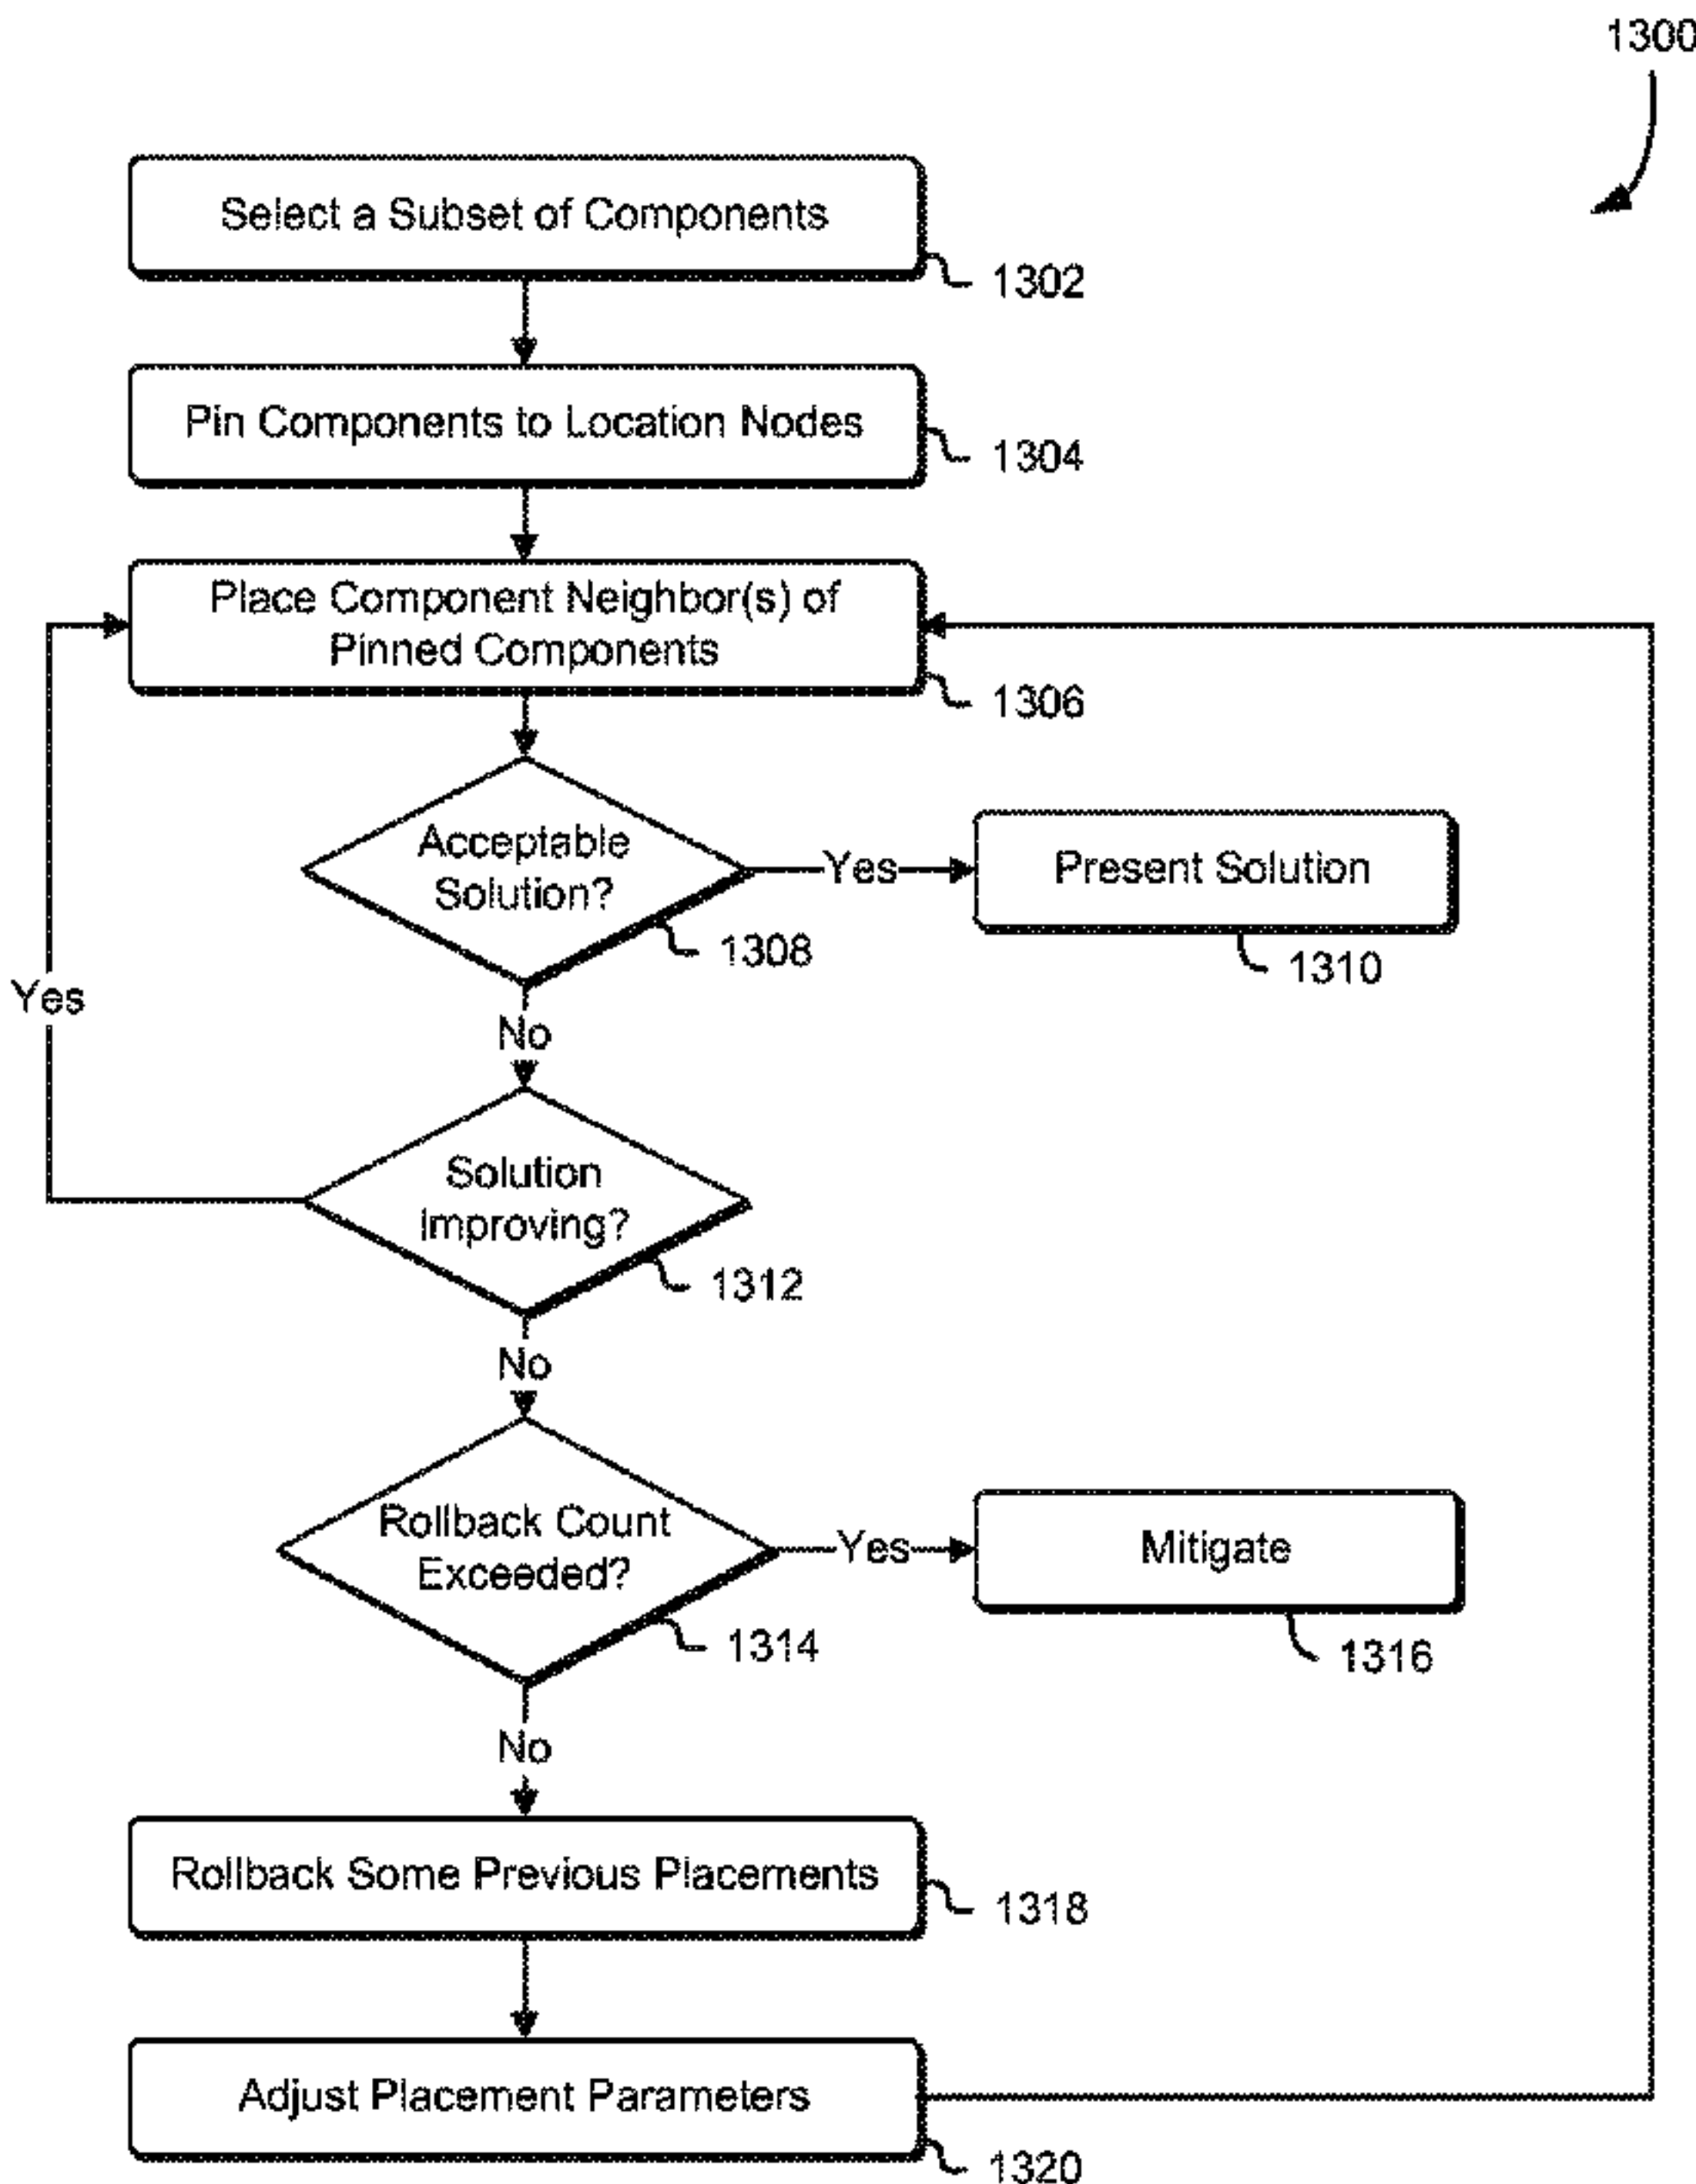 1300
Select a Subset of Components
1302
Pin Components to Location Nodes
1304
Place Component Neighbor(s) of
Pinned Components
1306
Acceptable
Solution?
1308
Yes
Present Solution
1310
Yes
No
Solution
Improving?
1312
No
Rollback Count
Exceeded?
1314
Yes
Mitigate
1316
No
Rollback Some Previous Placements
1318
Adjust Placement Parameters
1320